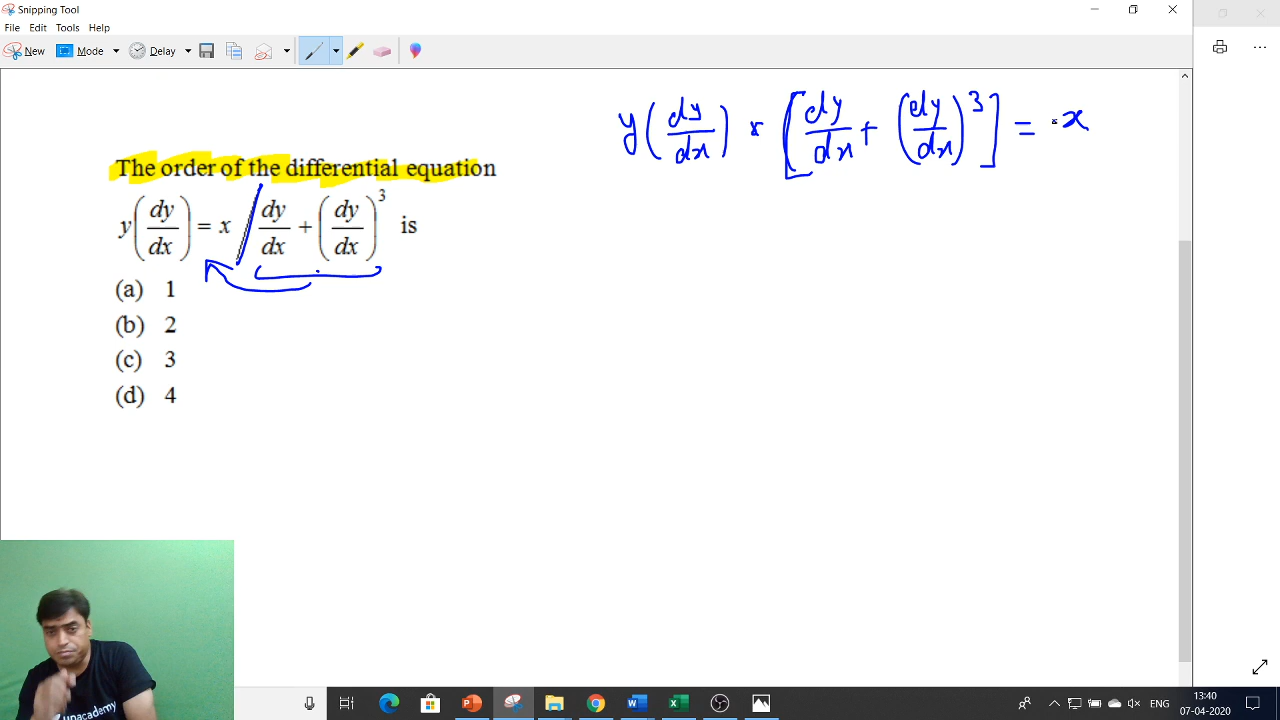 Snipping Tool
File Edit Tools Help
New Mode Delay
y(dy/dx) * [dy/dx + (dy/dx)^3] = x
The order of the differential equation
y(dy/dx) = x / dy/dx + (dy/dx)^3 is
(a) 1
(b) 2
(c) 3
(d) 4
unacademy
ENG
13:40
07-04-2020